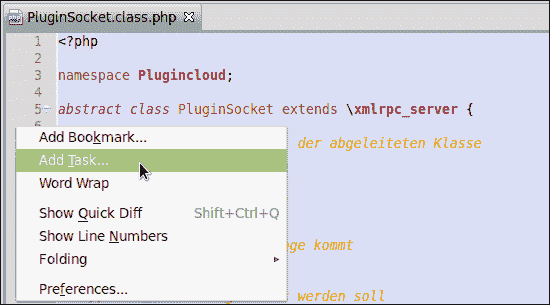 PluginSocket.class.php
1 <?php
2
3 namespace Plugincloud;
4
5 abstract class PluginSocket extends \xmlrpc_server {
der abgeleiteten Klasse
Add Bookmark...
Add Task...
Word Wrap
Show Quick Diff Shift+Ctrl+Q
Show Line Numbers
kommt
Folding
Preferences...
werden soll